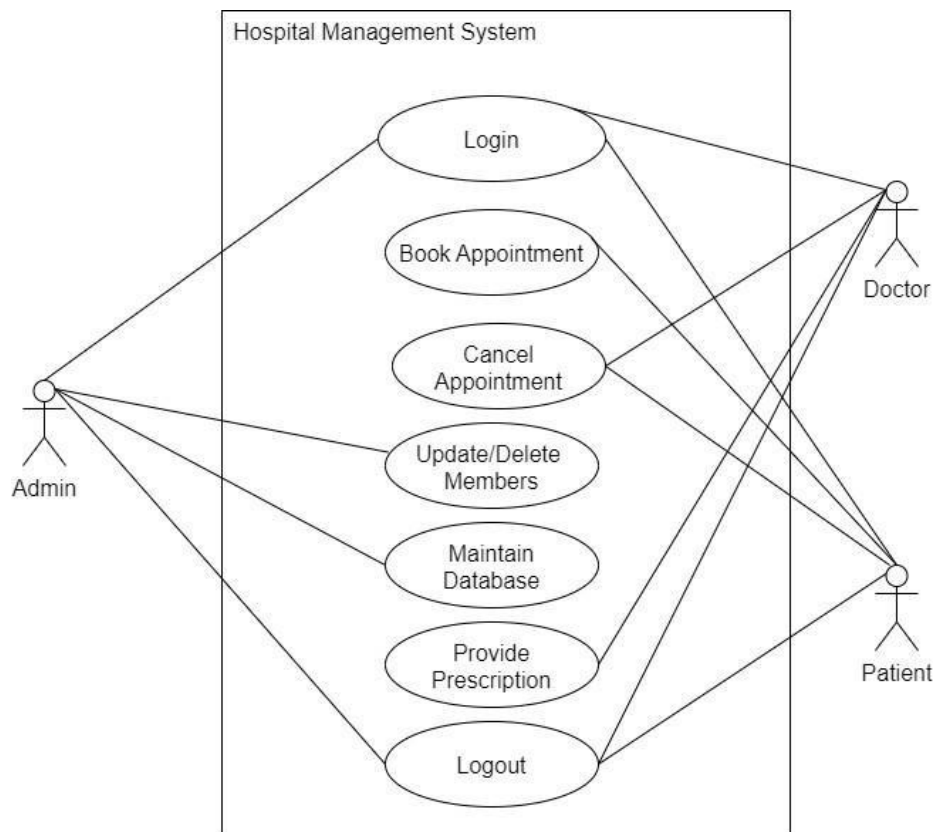 Hospital Management System
Login
Book Appointment
Doctor
Cancel
Appointment
Admin
Update/Delete
Members
Maintain
Database
Provide
Prescription
Patient
Logout